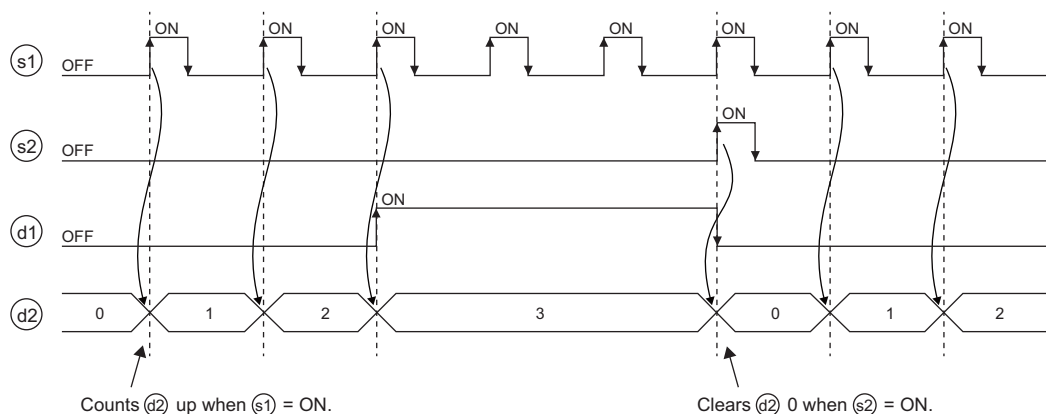 ON ON ON ON ON ON ON ON
s1 OFF
ON
s2 OFF
ON
d1 OFF
d2 0 1 2 3 0 1 2
Counts d2 up when s1 = ON.
Clears d2 0 when s2 = ON.